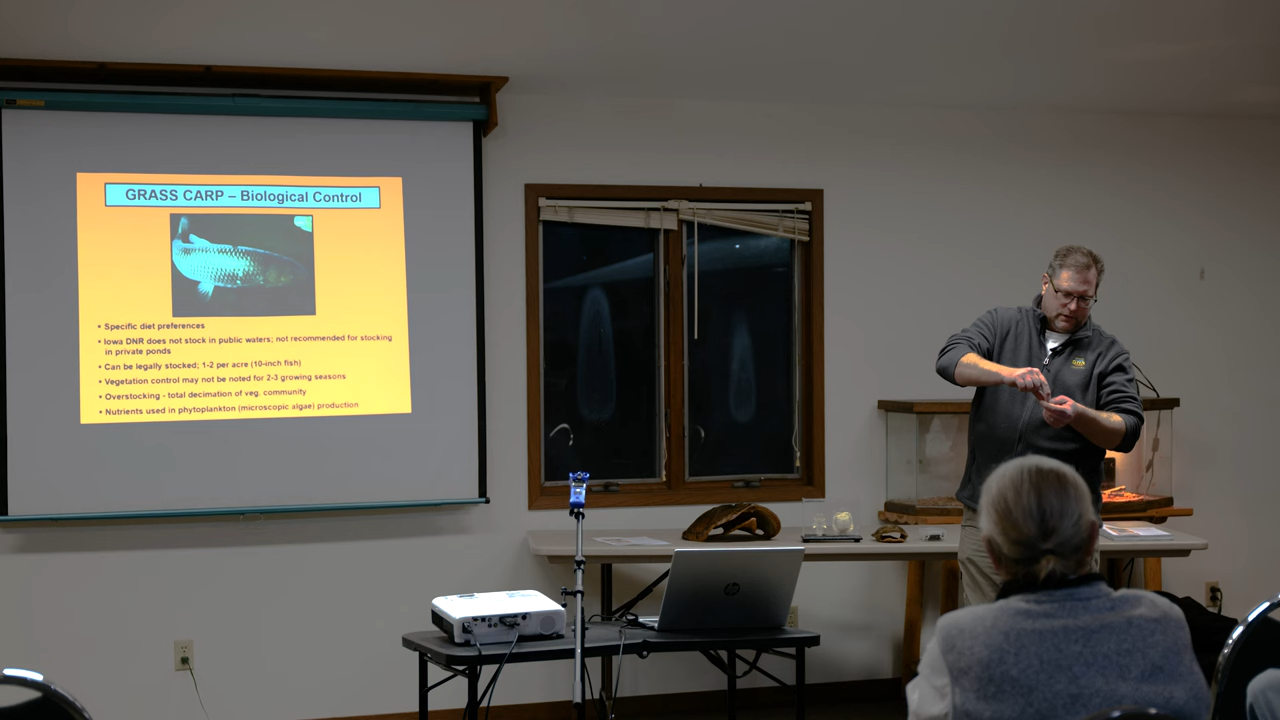 GRASS CARP – Biological Control
• Specific diet preferences
• Iowa DNR does not stock in public waters; not recommended for stocking
in private ponds
• Can be legally stocked; 1-2 per acre (10-inch fish)
• Vegetation control may not be noted for 2-3 growing seasons
• Overstocking - total decimation of veg. community
• Nutrients used in phytoplankton (microscopic algae) production
hp